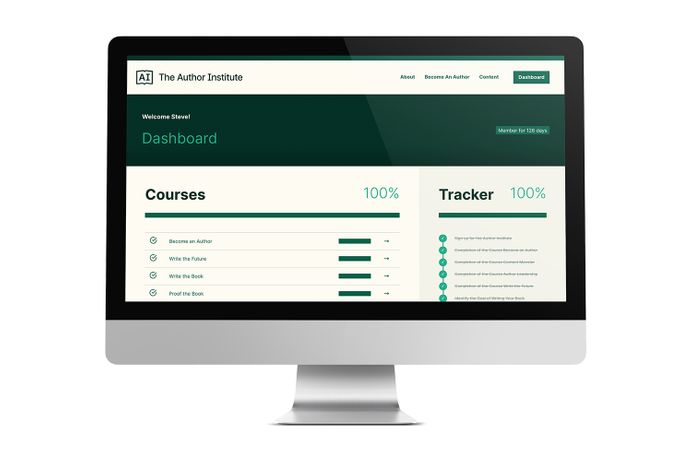 AI The Author Institute
About Become An Author Content Dashboard
Welcome Steve!
Dashboard
Member for 126 days
Courses 100%
Become an Author →
Write the Future →
Write the Book →
Proof the Book →
Tracker 100%
Sign up for the Author Institute
Completion of the Course Become an Author
Completion of the Course Content Monster
Completion of the Course Author Leadership
Completion of the Course Write the Future
Identify the Goal of Writing Your Book